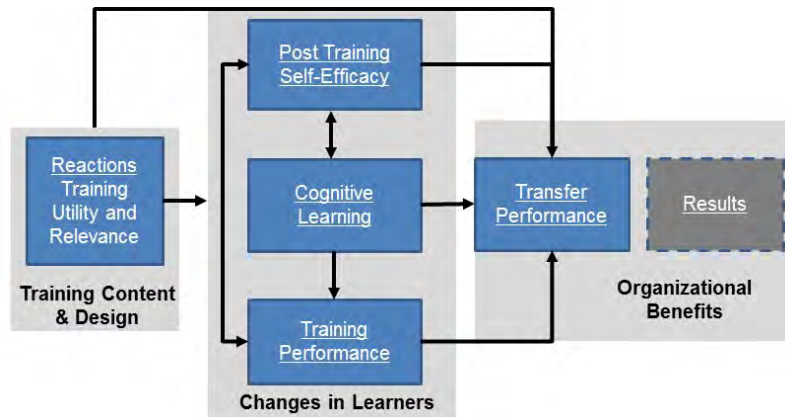 Post Training
Self-Efficacy
Reactions
Training
Utility and
Relevance
Cognitive
Learning
Transfer
Performance
Results
Training Content
& Design
Training
Performance
Organizational
Benefits
Changes in Learners